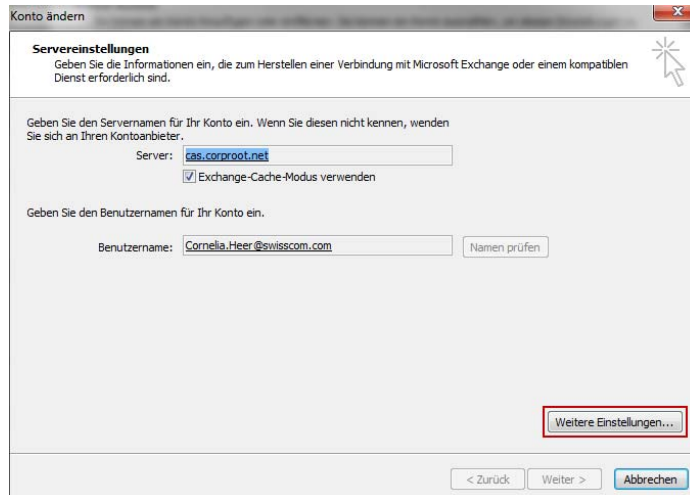 Konto ändern
Servereinstellungen
Geben Sie die Informationen ein, die zum Herstellen einer Verbindung mit Microsoft Exchange oder einem kompatiblen
Dienst erforderlich sind.
Geben Sie den Servernamen für Ihr Konto ein. Wenn Sie diesen nicht kennen, wenden
Sie sich an Ihren Kontoanbieter.
Server: cas.corproot.net
Exchange-Cache-Modus verwenden
Geben Sie den Benutzernamen für Ihr Konto ein.
Benutzername: Cornelia.Heer@swisscom.com Namen prüfen
Weitere Einstellungen...
< Zurück Weiter > Abbrechen